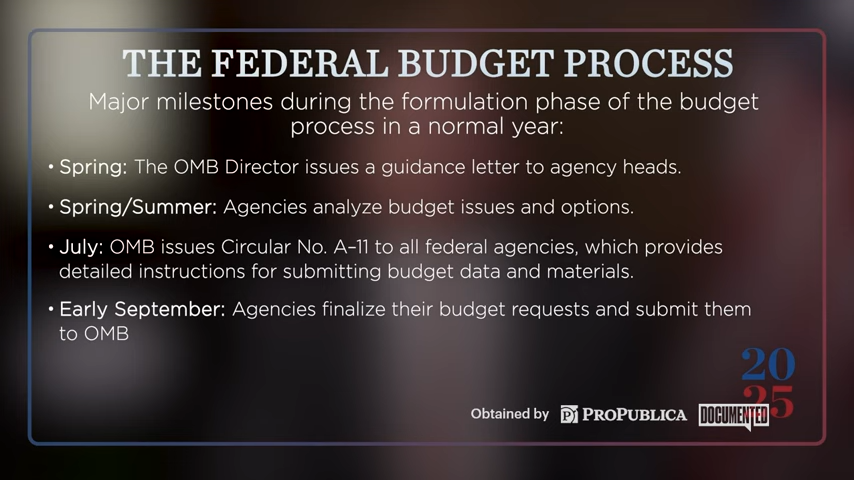 THE FEDERAL BUDGET PROCESS
Major milestones during the formulation phase of the budget
process in a normal year:
• Spring: The OMB Director issues a guidance letter to agency heads.
• Spring/Summer: Agencies analyze budget issues and options.
• July: OMB issues Circular No. A-11 to all federal agencies, which provides
detailed instructions for submitting budget data and materials.
• Early September: Agencies finalize their budget requests and submit them
to OMB
20
25
Obtained by PROPUBLICA DOCUMENTED